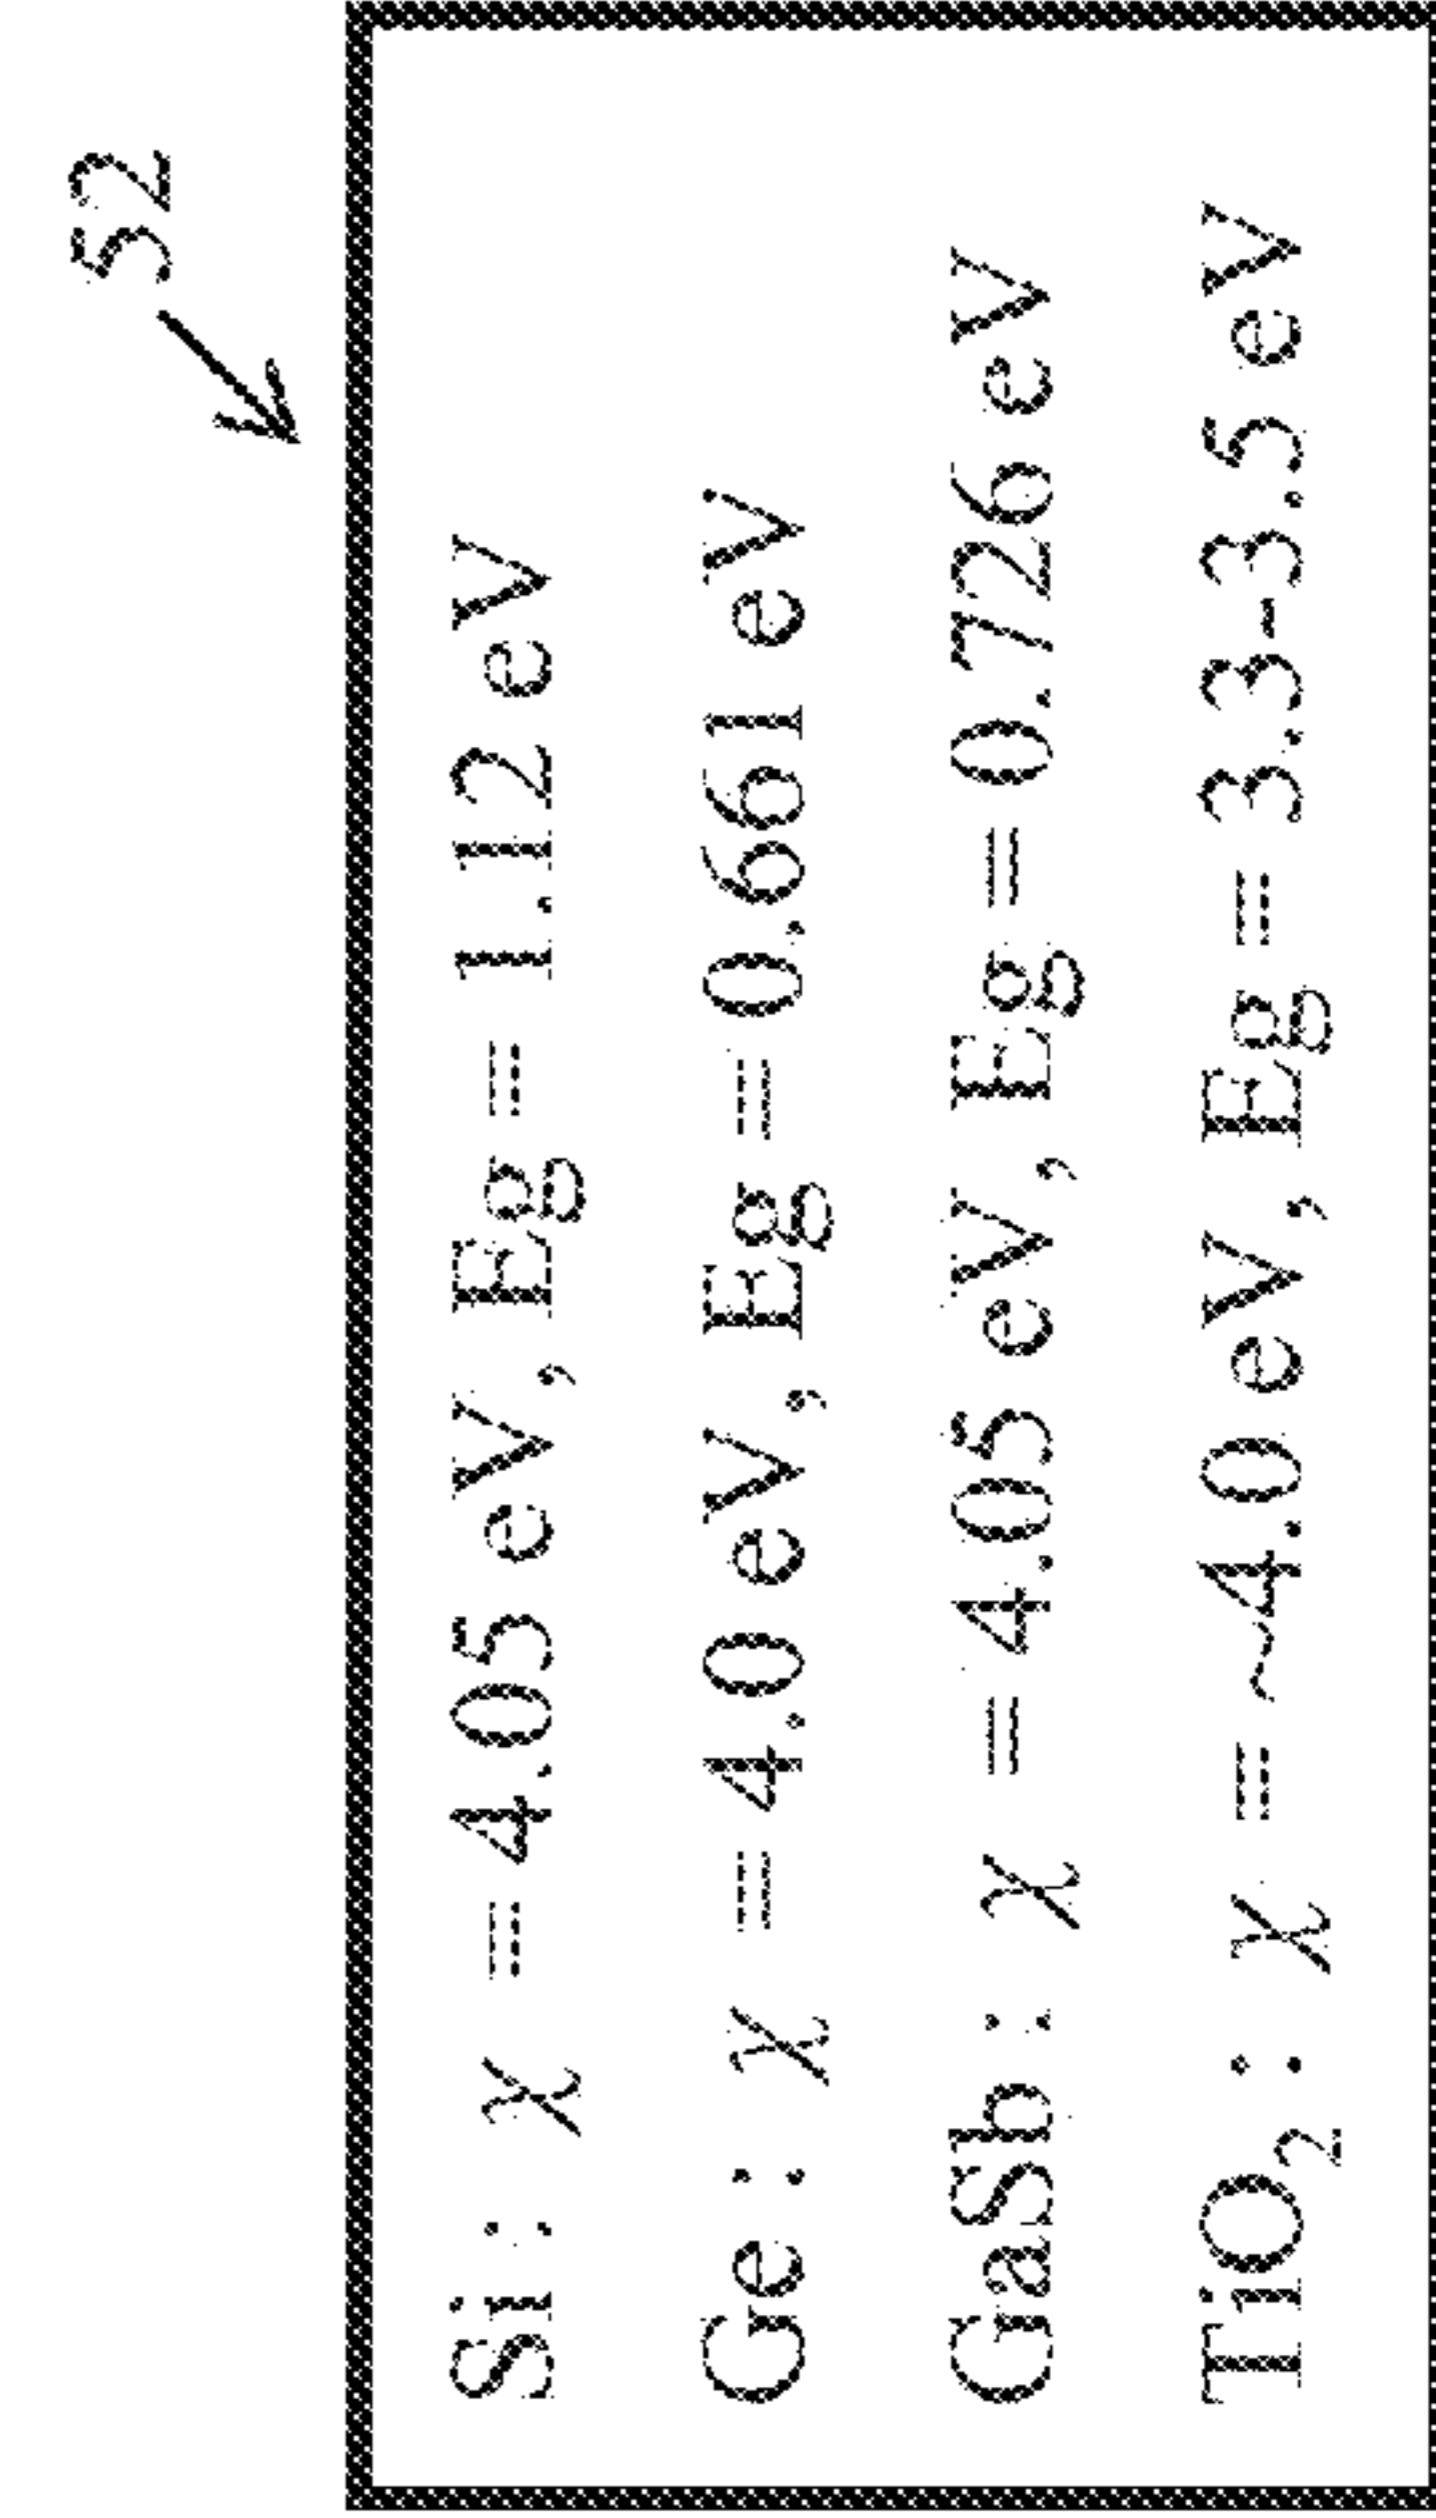 52
Si: χ = 4.05 eV, Eg = 1.12 eV
Ge: χ = 4.0 eV, Eg = 0.661 eV
GaSb: χ = 4.05 eV, Eg = 0.726 eV
TiO₂: χ = ~4.0 eV, Eg = 3.3-3.5 eV